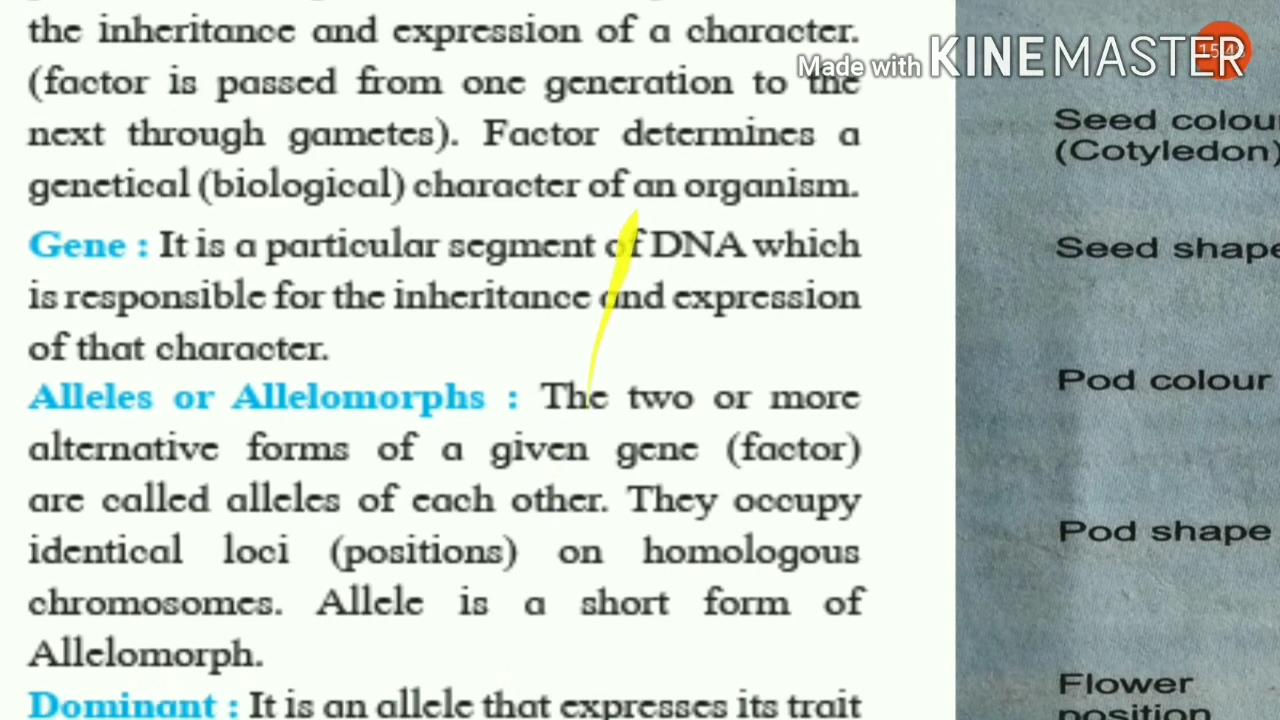 the inheritance and expression of a character.
(factor is passed from one generation to the
next through gametes). Factor determines a
genetical (biological) character of an organism.
Gene : It is a particular segment of DNA which
is responsible for the inheritance and expression
of that character.
Alleles or Allelomorphs : The two or more
alternative forms of a given gene (factor)
are called alleles of each other. They occupy
identical loci (positions) on homologous
chromosomes. Allele is a short form of
Allelomorph.
Dominant : It is an allele that expresses its trait
Made with KINEMASTER
Seed colou
(Cotyledon)
Seed shape
Pod colour
Pod shape
Flower
position